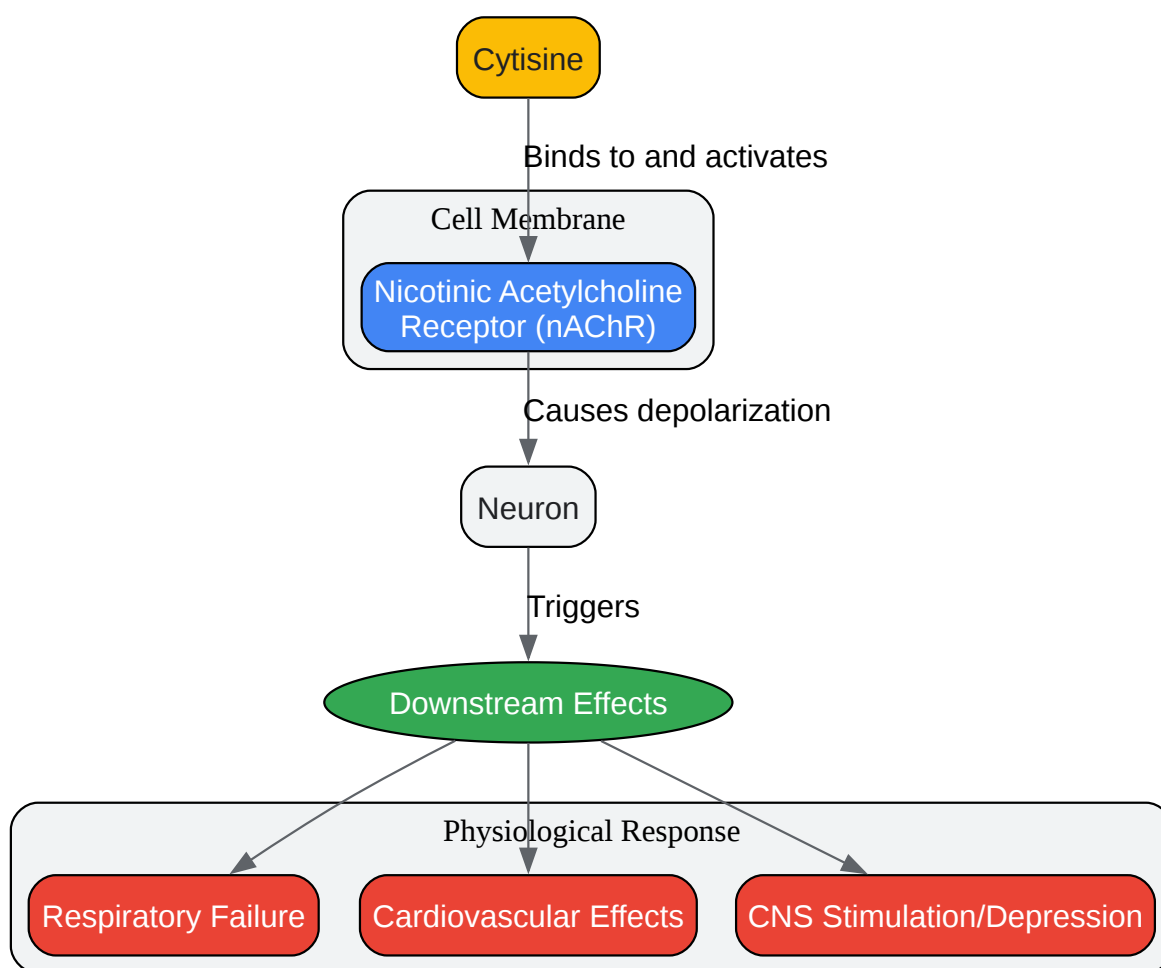 Cytisine
Binds to and activates
Cell Membrane
Nicotinic Acetylcholine
Receptor (nAChR)
Causes depolarization
Neuron
Triggers
Downstream Effects
Physiological Response
Respiratory Failure
Cardiovascular Effects
CNS Stimulation/Depression